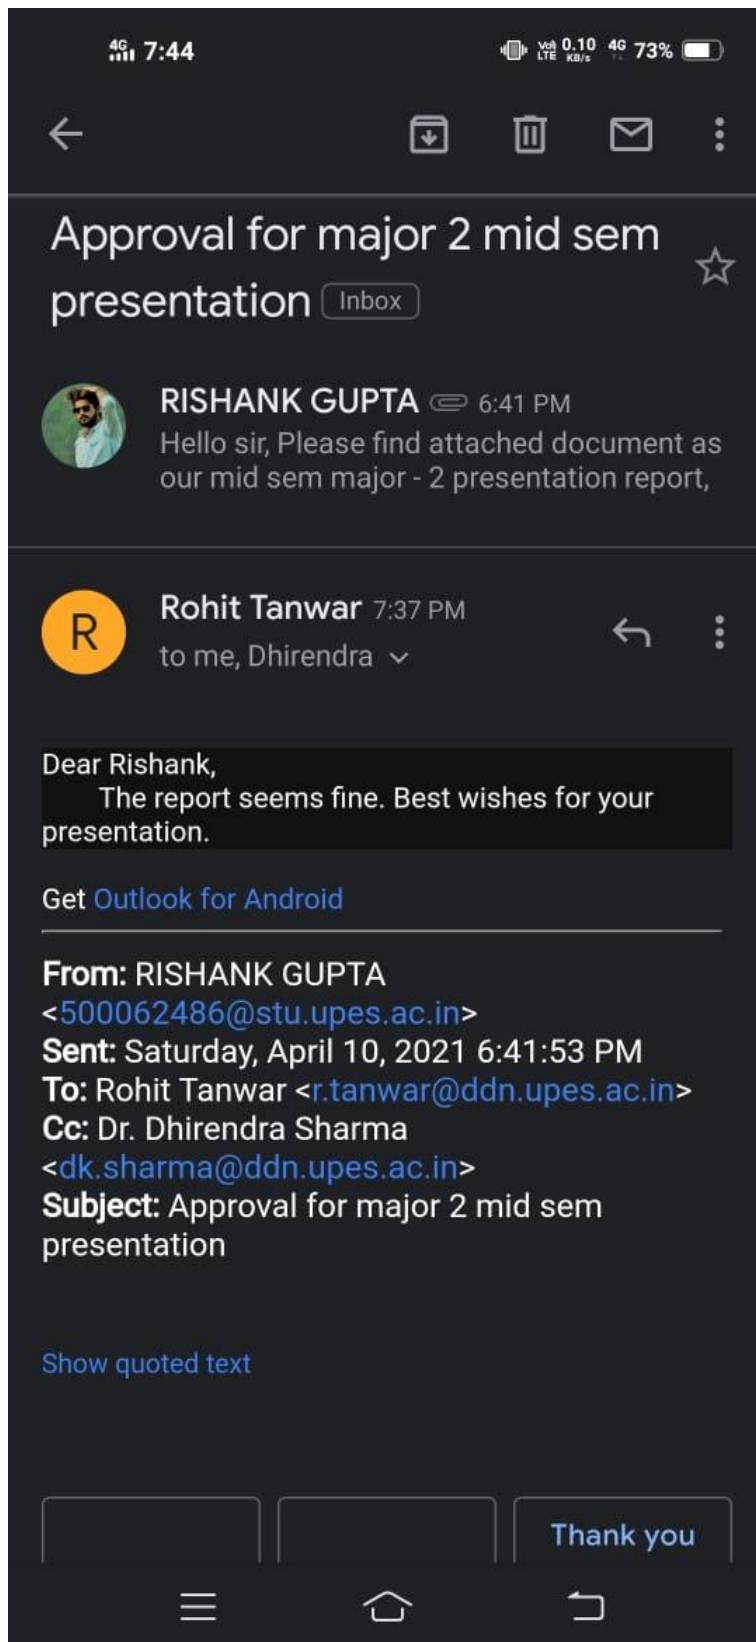 4G 7:44 Vo) LTE 0.10 KB/s 4G 73%
Approval for major 2 mid sem
presentation Inbox
RISHANK GUPTA 6:41 PM
Hello sir, Please find attached document as
our mid sem major - 2 presentation report,
R
Rohit Tanwar 7:37 PM
to me, Dhirendra
Dear Rishank,
The report seems fine. Best wishes for your
presentation.
Get Outlook for Android
From: RISHANK GUPTA
<500062486@stu.upes.ac.in>
Sent: Saturday, April 10, 2021 6:41:53 PM
To: Rohit Tanwar <r.tanwar@ddn.upes.ac.in>
Cc: Dr. Dhirendra Sharma
<dk.sharma@ddn.upes.ac.in>
Subject: Approval for major 2 mid sem
presentation
Show quoted text
Thank you